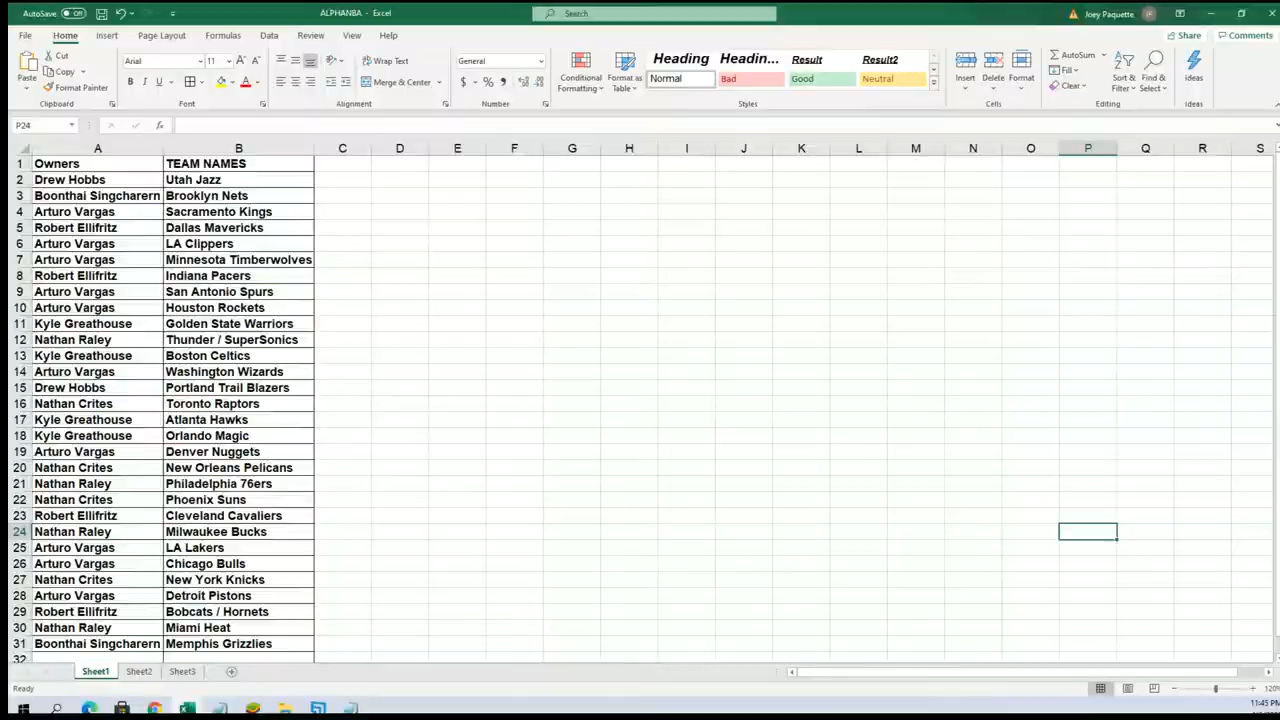 AutoSave Off ALPHANBA - Excel Search Joey Paquette JP
File Home Insert Page Layout Formulas Data Review View Help Share Comments
Cut Arial 11 Wrap Text General Heading Headin... Result Result2 AutoSum
Paste Copy Conditional Format as Insert Delete Format Fill Sort & Find & Ideas
Format Painter B I U Merge & Center $ % Formatting Table Normal Bad Good Neutral Clear Filter Select
Clipboard Font Alignment Number Styles Cells Editing Ideas
P24 fx
A B C D E F G H I J K L M N O P Q R S
1 Owners TEAM NAMES
2 Drew Hobbs Utah Jazz
3 Boonthai Singcharern Brooklyn Nets
4 Arturo Vargas Sacramento Kings
5 Robert Ellifritz Dallas Mavericks
6 Arturo Vargas LA Clippers
7 Arturo Vargas Minnesota Timberwolves
8 Robert Ellifritz Indiana Pacers
9 Arturo Vargas San Antonio Spurs
10 Arturo Vargas Houston Rockets
11 Kyle Greathouse Golden State Warriors
12 Nathan Raley Thunder / SuperSonics
13 Kyle Greathouse Boston Celtics
14 Arturo Vargas Washington Wizards
15 Drew Hobbs Portland Trail Blazers
16 Nathan Crites Toronto Raptors
17 Kyle Greathouse Atlanta Hawks
18 Kyle Greathouse Orlando Magic
19 Arturo Vargas Denver Nuggets
20 Nathan Crites New Orleans Pelicans
21 Nathan Raley Philadelphia 76ers
22 Nathan Crites Phoenix Suns
23 Robert Ellifritz Cleveland Cavaliers
24 Nathan Raley Milwaukee Bucks
25 Arturo Vargas LA Lakers
26 Arturo Vargas Chicago Bulls
27 Nathan Crites New York Knicks
28 Arturo Vargas Detroit Pistons
29 Robert Ellifritz Bobcats / Hornets
30 Nathan Raley Miami Heat
31 Boonthai Singcharern Memphis Grizzlies
32
Sheet1 Sheet2 Sheet3
Ready 120%
11:45 PM